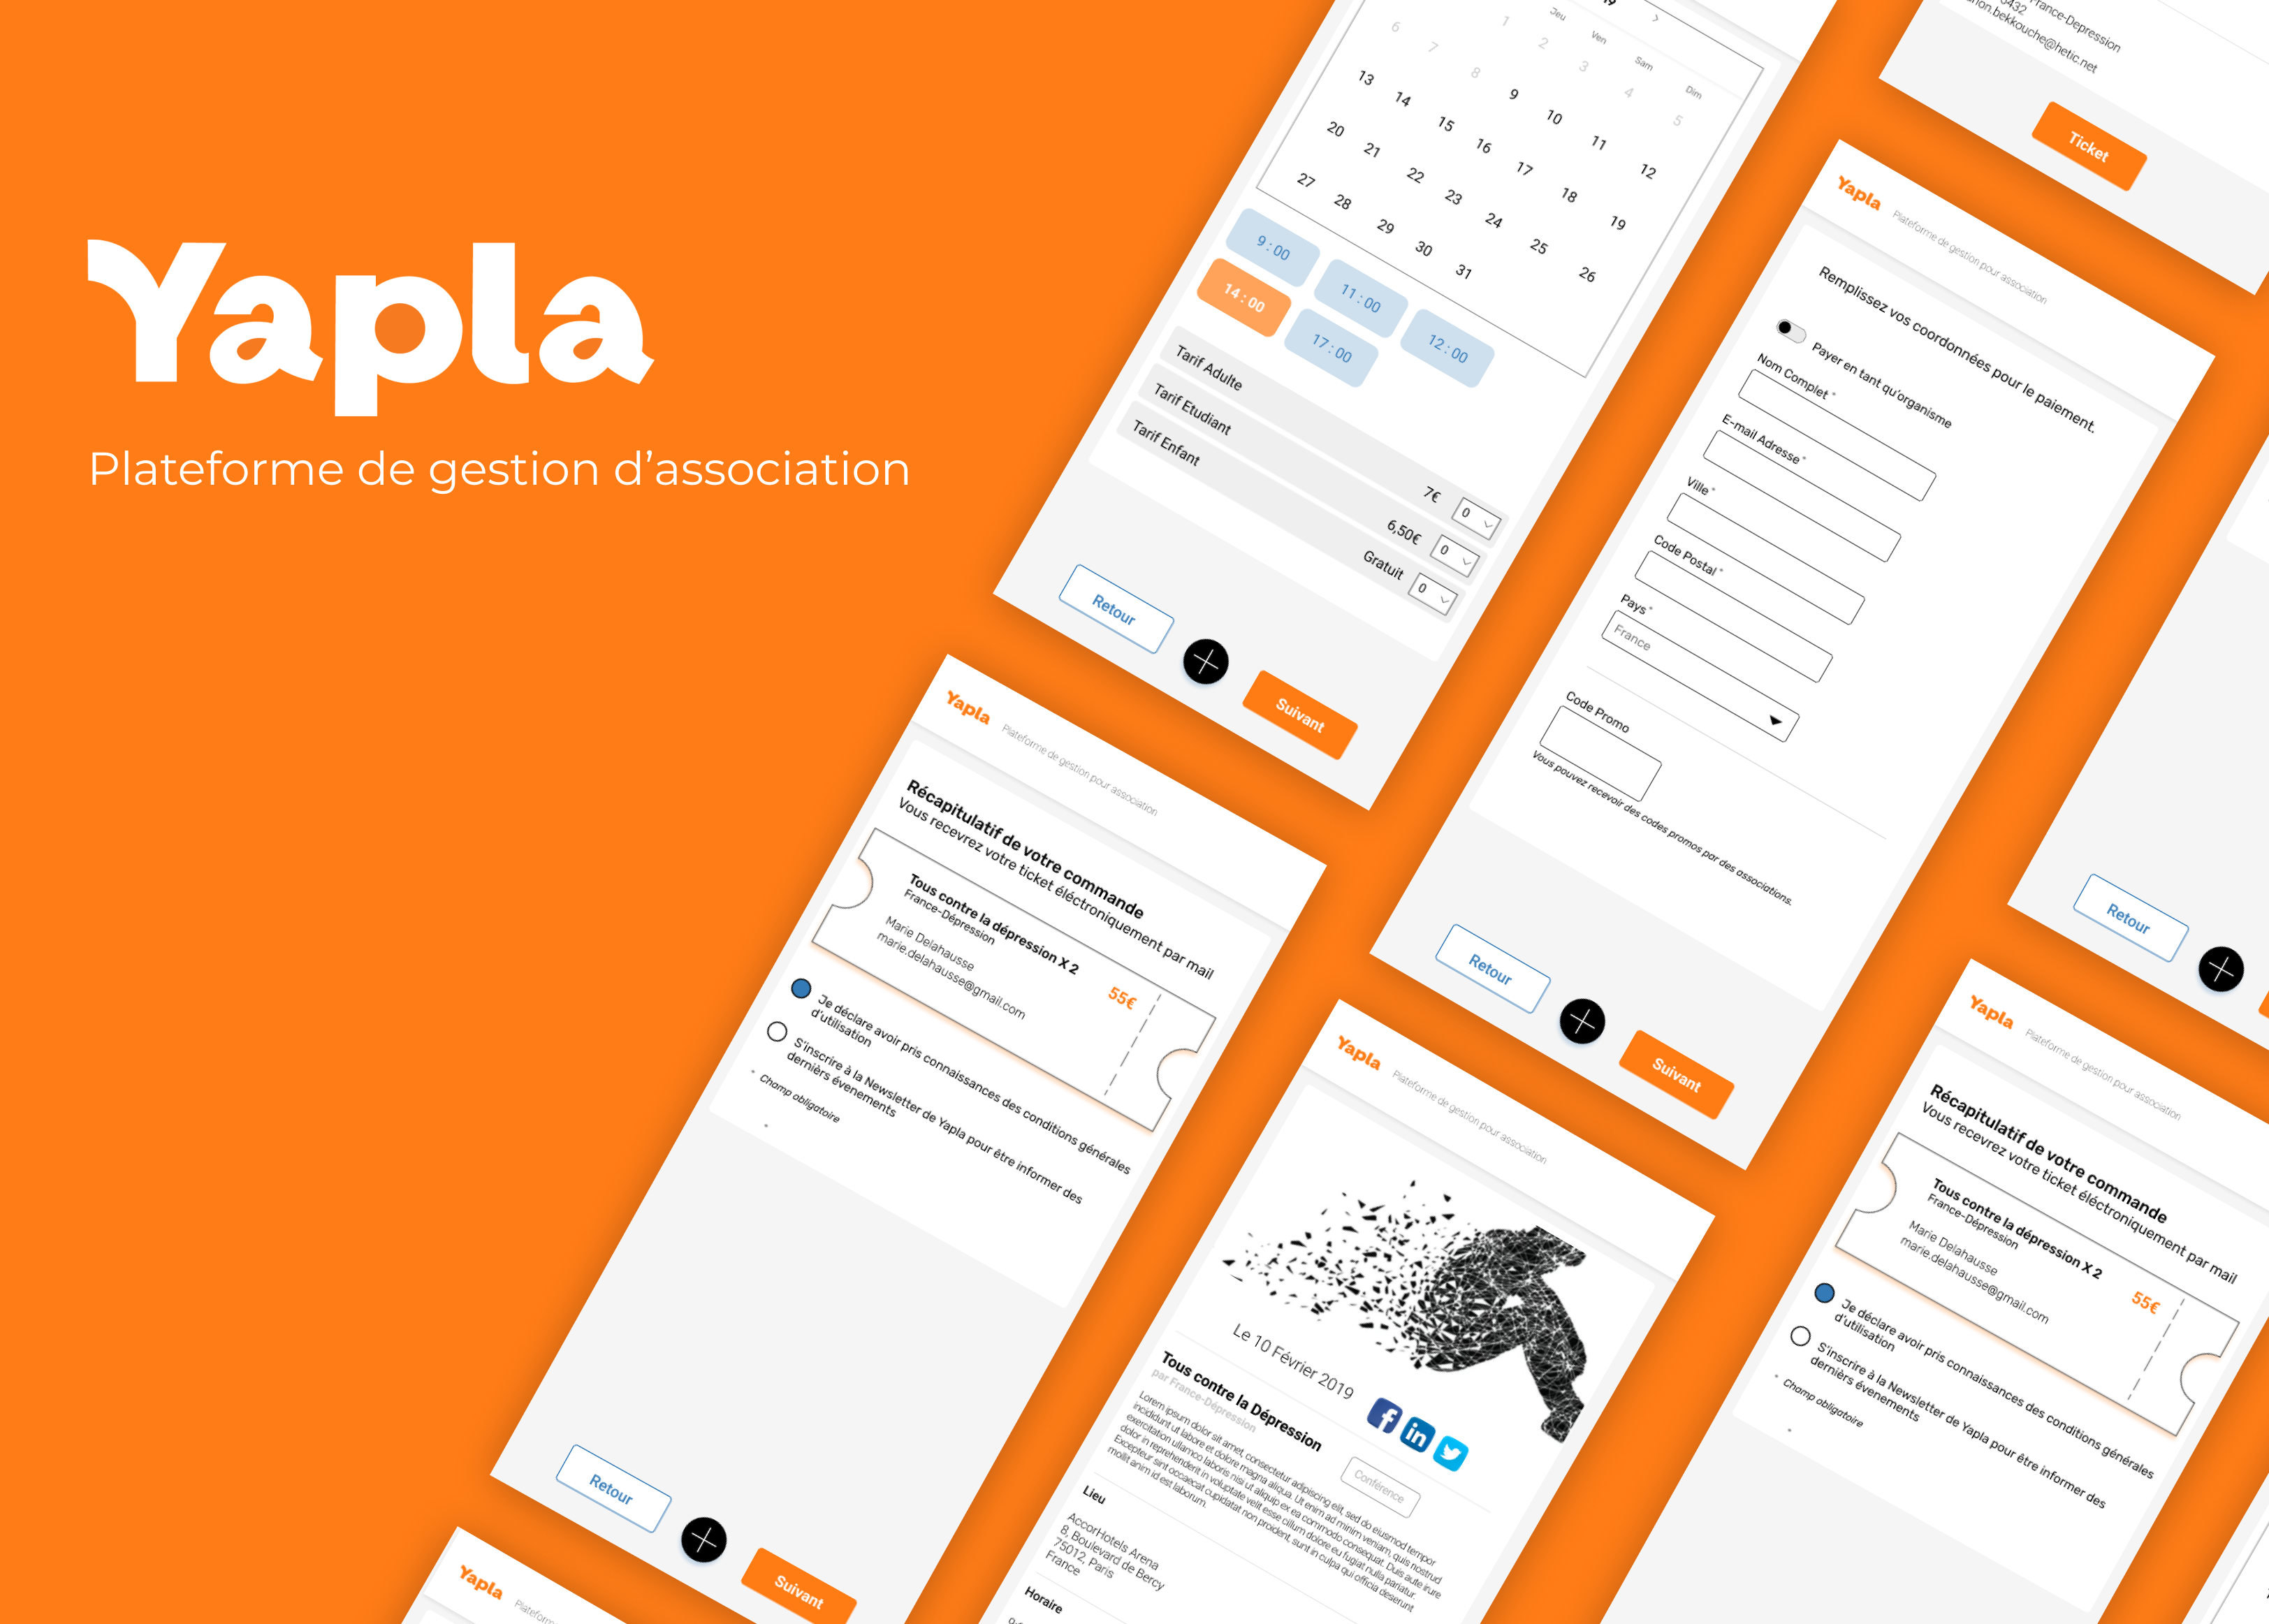 Yapla
Plateforme de gestion d'association
Jeu
Ven
Sam
Dim
1 2 3 4 5
6 7 8 9 10 11 12
13 14 15 16 17 18 19
20 21 22 23 24 25 26
27 28 29 30 31
9:00
11:00
12:00
14:00
17:00
Tarif Adulte 7€ 0
Tarif Etudiant 6,50€ 0
Tarif Enfant Gratuit 0
Retour
Suivant
France-Depression
Ticket
Yapla
Plateforme de gestion pour association
Remplissez vos coordonnées pour le paiement.
Payer en tant qu'organisme
Nom Complet *
E-mail Adresse *
Ville *
Code Postal *
Pays *
France
Code Promo
Vous pouvez recevoir des codes promos par des associations.
Retour
Suivant
Yapla
Plateforme de gestion pour association
Récapitulatif de votre commande
Vous recevrez votre ticket éléctroniquement par mail
Tous contre la dépression X 2
France-Dépression
Marie Delahausse
marie.delahausse@gmail.com
55€
Je déclare avoir pris connaissances des conditions générales
d'utilisation
S'inscrire à la Newsletter de Yapla pour être informer des
dernièrs évenements
* Champ obligatoire
*
Retour
Suivant
Yapla
Plateforme de gestion pour association
Le 10 Février 2019
Tous contre la Dépression
par France-Dépression
Conférence
Lorem ipsum dolor sit amet, consectetur adipiscing elit, sed do eiusmod tempor
incididunt ut labore et dolore magna aliqua. Ut enim ad minim veniam, quis nostrud
exercitation ullamco laboris nisi ut aliquip ex ea commodo consequat. Duis aute irure
dolor in reprehenderit in voluptate velit esse cillum dolore eu fugiat nulla pariatur.
Excepteur sint occaecat cupidatat non proident, sunt in culpa qui officia deserunt
mollit anim id est laborum.
Lieu
AccorHotels Arena
8, Boulevard de Bercy
75012, Paris
France
Horaire
Retour
Yapla
Plateforme de gestion pour association
Récapitulatif de votre commande
Vous recevrez votre ticket éléctroniquement par mail
Tous contre la dépression X 2
France-Dépression
Marie Delahausse
marie.delahausse@gmail.com
55€
Je déclare avoir pris connaissances des conditions générales
d'utilisation
S'inscrire à la Newsletter de Yapla pour être informer des
dernièrs évenements
* Champ obligatoire
*
Yapla